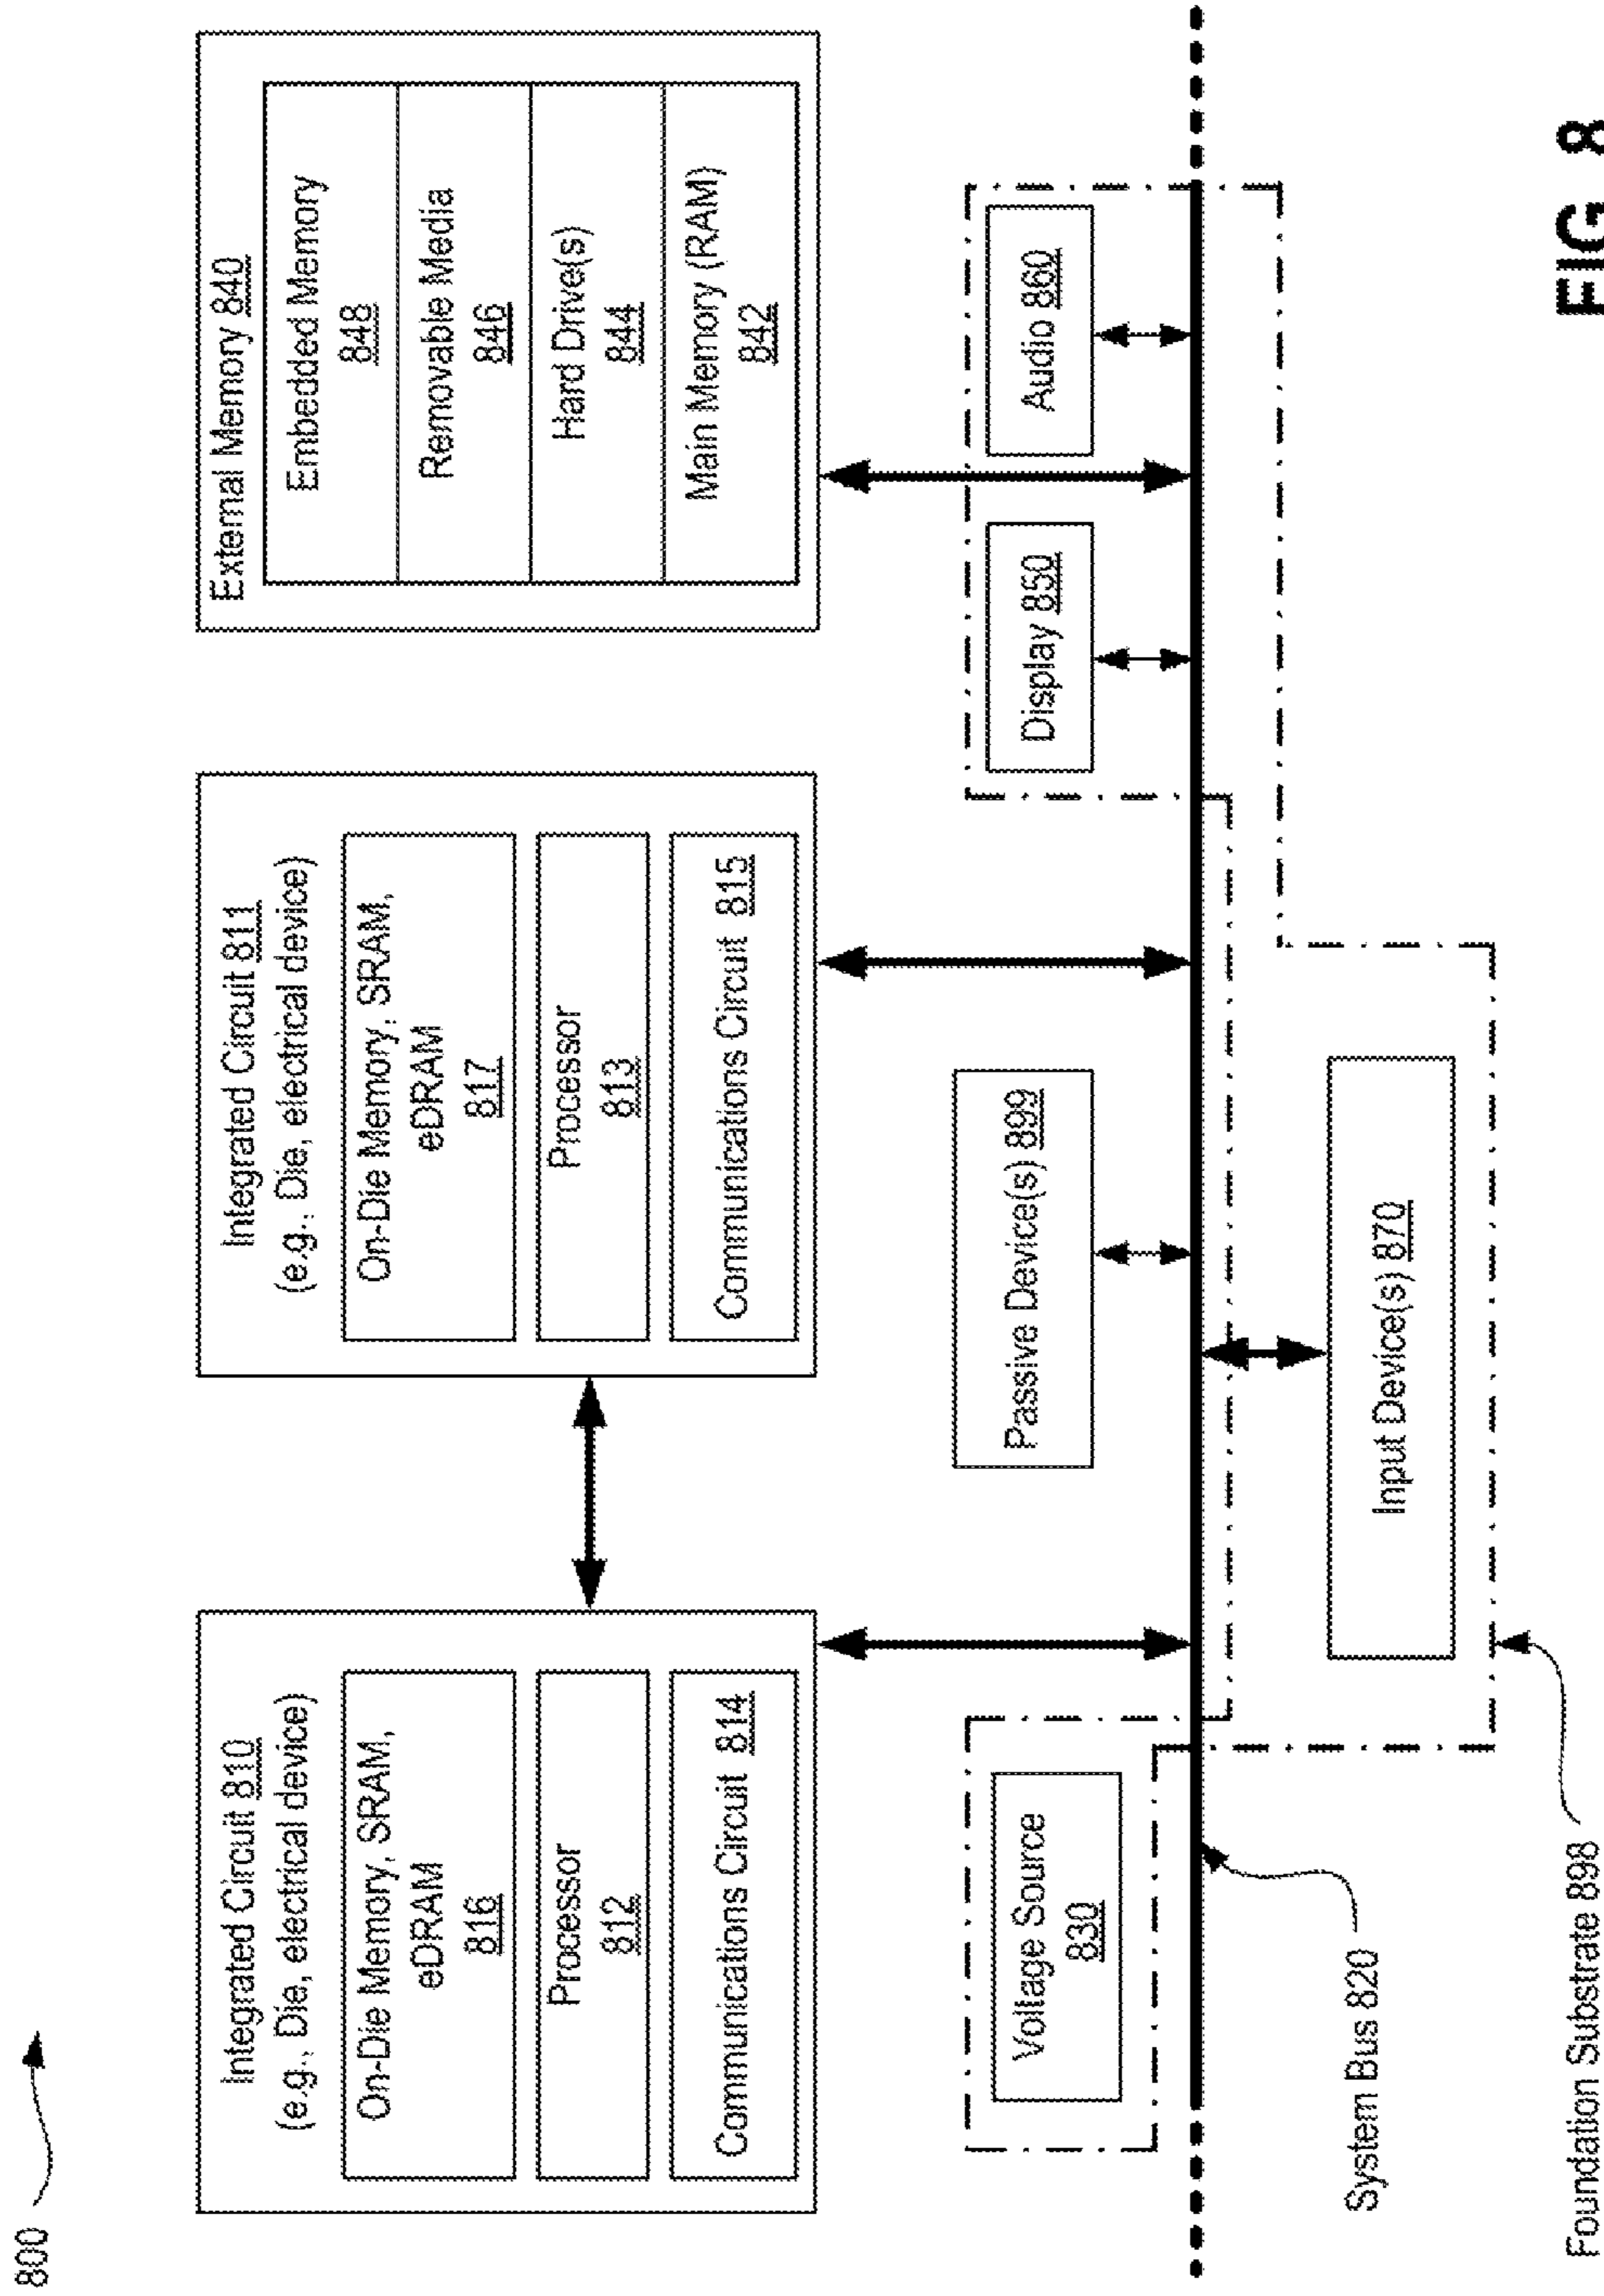 800
Integrated Circuit 810
(e.g., Die, electrical device)
On-Die Memory, SRAM,
eDRAM
816
Processor
812
Communications Circuit 814
Integrated Circuit 811
(e.g., Die, electrical device)
On-Die Memory, SRAM,
eDRAM
817
Processor
813
Communications Circuit 815
External Memory 840
Embedded Memory
848
Removable Media
846
Hard Drive(s)
844
Main Memory (RAM)
842
Voltage Source
830
Passive Device(s) 899
Display 850
Audio 860
System Bus 820
Input Device(s) 870
Foundation Substrate 898
FIG 8